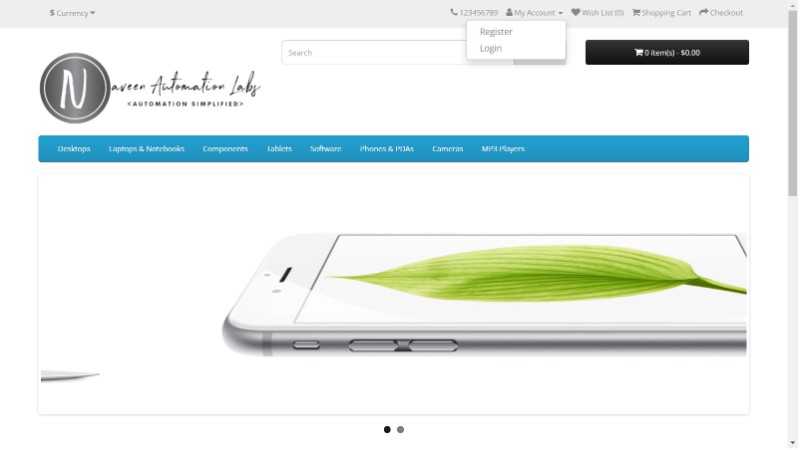 $ Currency
123456789 My Account Wish List (0) Shopping Cart Checkout
Register
Login
Search
0 item(s) - $0.00
N
aveen Automation Labs
<AUTOMATION SIMPLIFIED>
Desktops Laptops & Notebooks Components Tablets Software Phones & PDAs Cameras MP3 Players